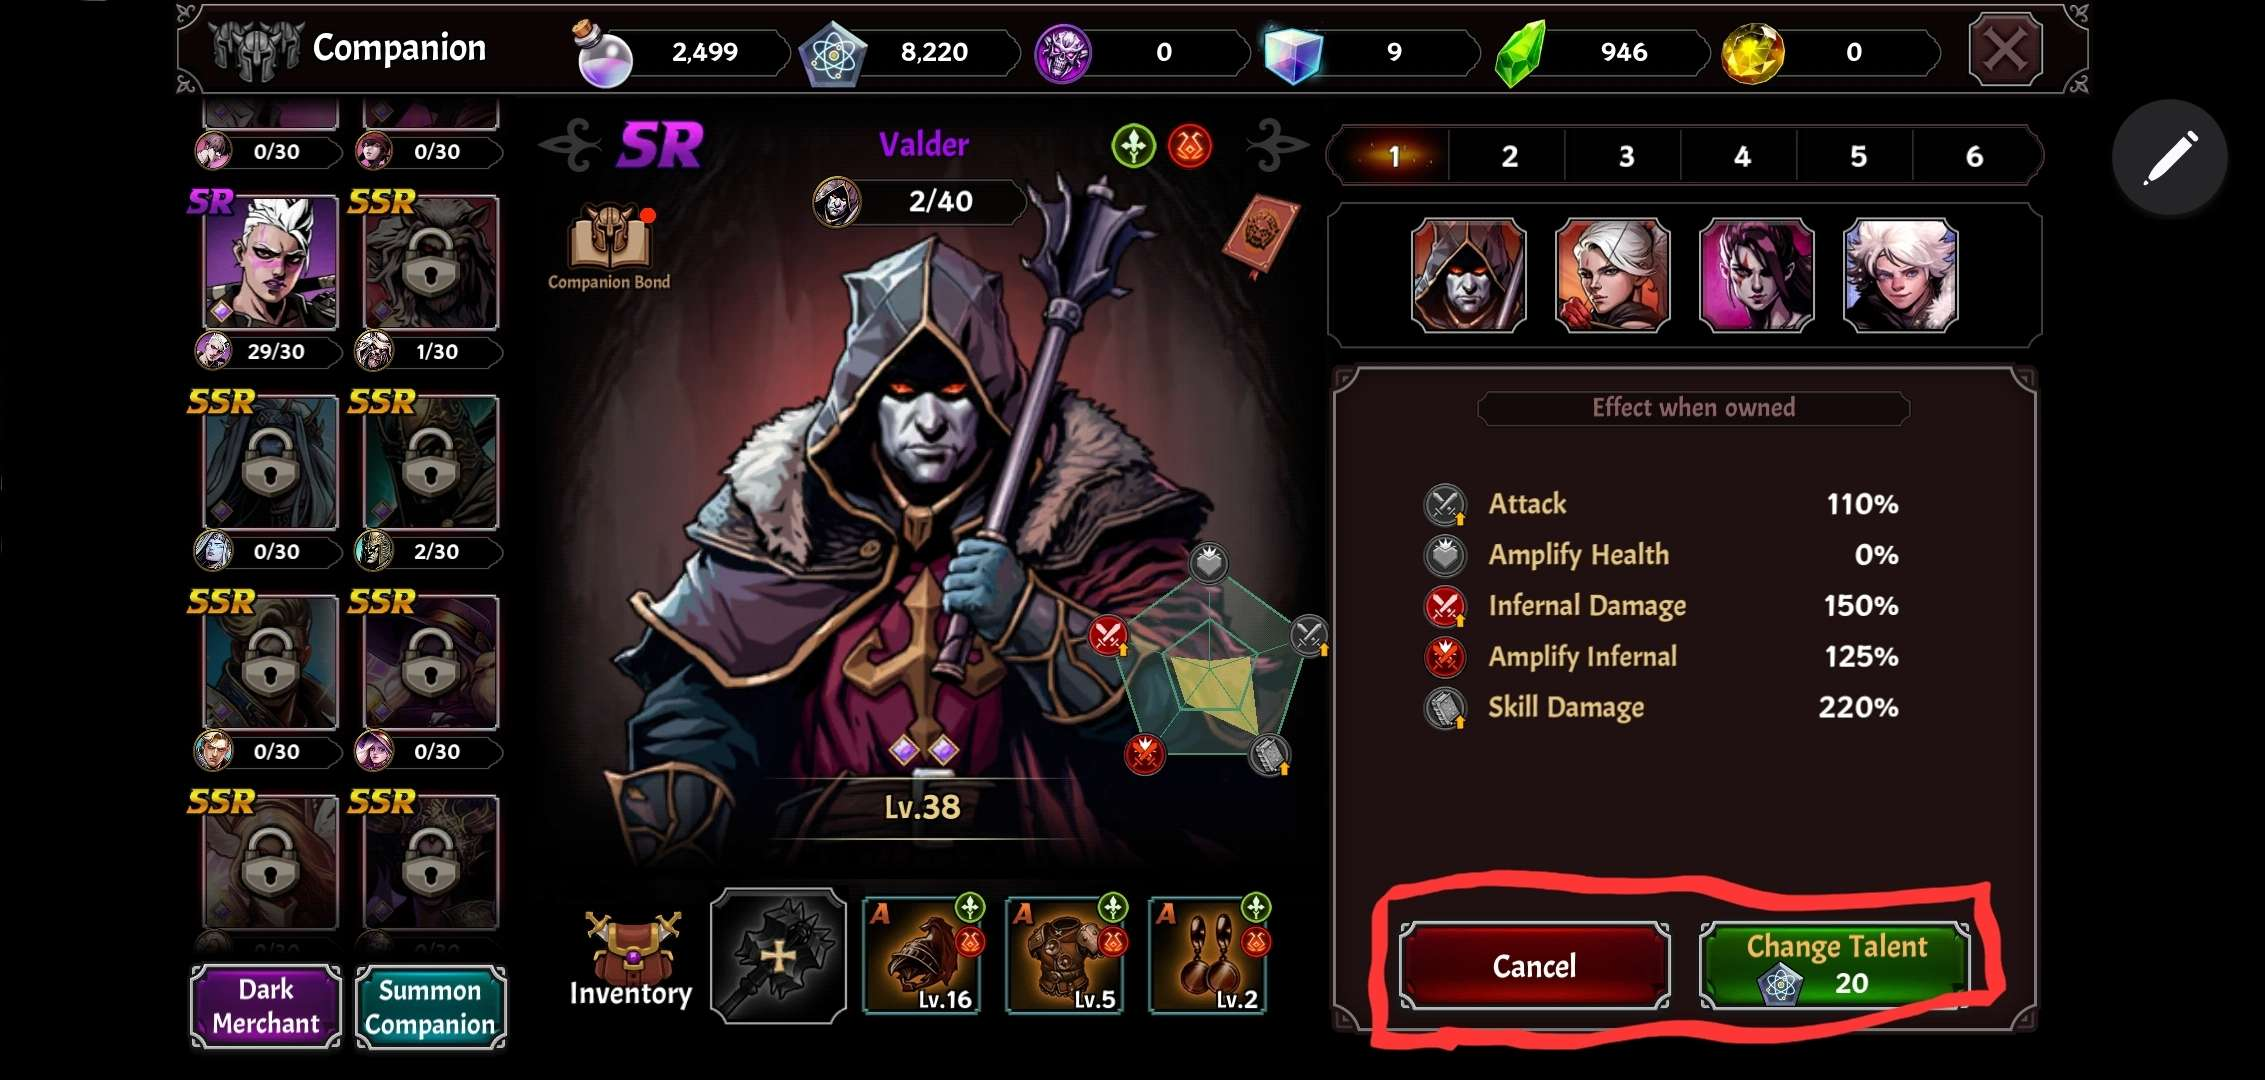 Companion
2,499
8,220
0
9
946
0
0/30
0/30
SR
SSR
29/30
1/30
SSR
SSR
0/30
2/30
SSR
SSR
0/30
0/30
SSR
SSR
0/30
0/30
Dark
Merchant
Summon
Companion
SR
Valder
2/40
Companion Bond
Lv.38
Inventory
A
Lv.16
A
Lv.5
A
Lv.2
1
2
3
4
5
6
Effect when owned
Attack 110%
Amplify Health 0%
Infernal Damage 150%
Amplify Infernal 125%
Skill Damage 220%
Cancel
Change Talent
20